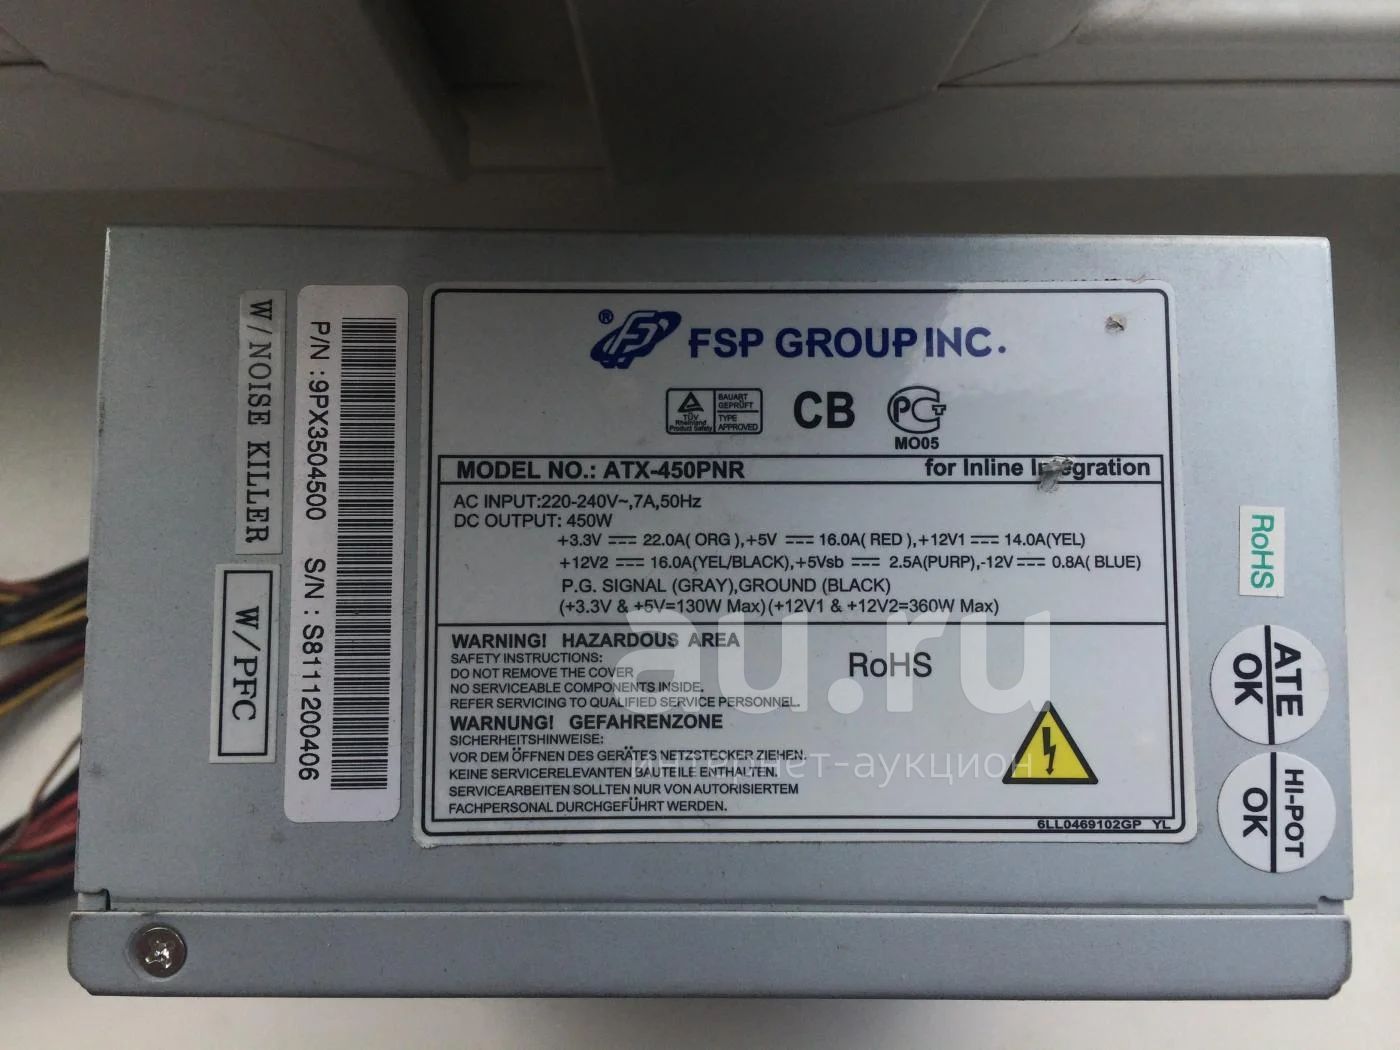 W/NOISE KILLER
W/PFC
P/N :9PX3504500 S/N : S8111200406
® FSP GROUP INC.
TÜV
Rheinland
Product Safety
BAUART
GEPRÜFT
TYPE
APPROVED
CB
PCT
MO05
MODEL NO.: ATX-450PNR for Inline Integration
AC INPUT:220-240V~,7A,50Hz
DC OUTPUT: 450W
+3.3V ⎓ 22.0A( ORG ),+5V ⎓ 16.0A( RED ),+12V1 ⎓ 14.0A(YEL)
+12V2 ⎓ 16.0A(YEL/BLACK),+5Vsb ⎓ 2.5A(PURP),-12V ⎓ 0.8A( BLUE)
P.G. SIGNAL (GRAY),GROUND (BLACK)
(+3.3V & +5V=130W Max)(+12V1 & +12V2=360W Max)
WARNING! HAZARDOUS AREA
SAFETY INSTRUCTIONS:
DO NOT REMOVE THE COVER
NO SERVICEABLE COMPONENTS INSIDE.
REFER SERVICING TO QUALIFIED SERVICE PERSONNEL.
WARNUNG! GEFAHRENZONE
SICHERHEITSHINWEISE:
VOR DEM ÖFFNEN DES GERÄTES NETZSTECKER ZIEHEN.
KEINE SERVICERELEVANTEN BAUTEILE ENTHALTEN.
SERVICEARBEITEN SOLLTEN NUR VON AUTORISIERTEM
FACHPERSONAL DURCHGEFÜHRT WERDEN.
RoHS
6LL0469102GP YL
RoHS
ATE
OK
HI-POT
OK
au.ru
интернет-аукцион